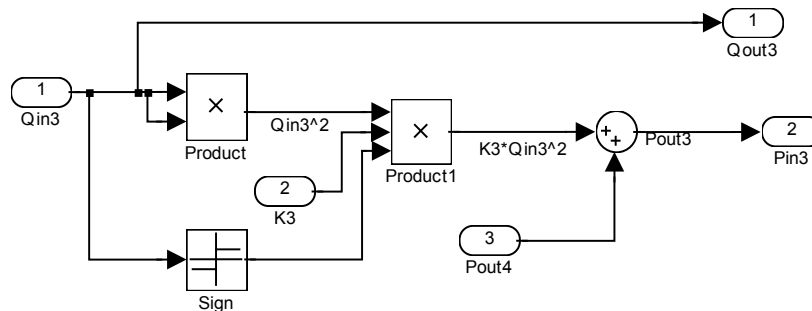 1
Qout3
1
Qin3
×
Product
Qin3^2
×
Product1
2
K3
K3*Qin3^2
+
+
Pout3
2
Pin3
3
Pout4
Sign